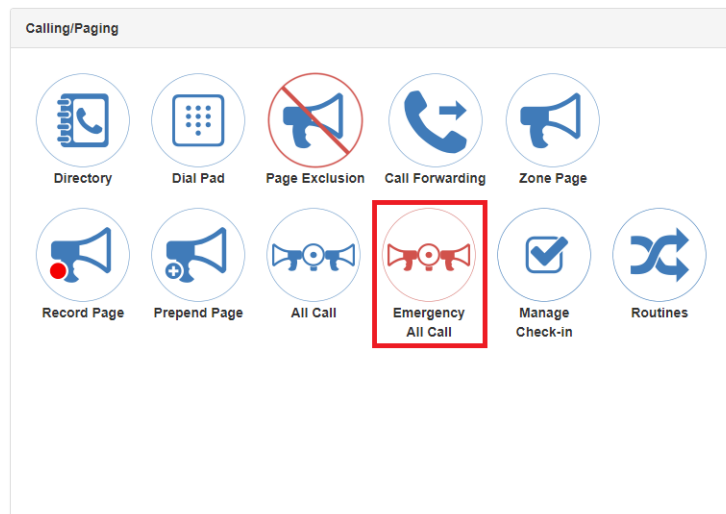 Calling/Paging
Directory
Dial Pad
Page Exclusion
Call Forwarding
Zone Page
Record Page
Prepend Page
All Call
Emergency
All Call
Manage
Check-in
Routines